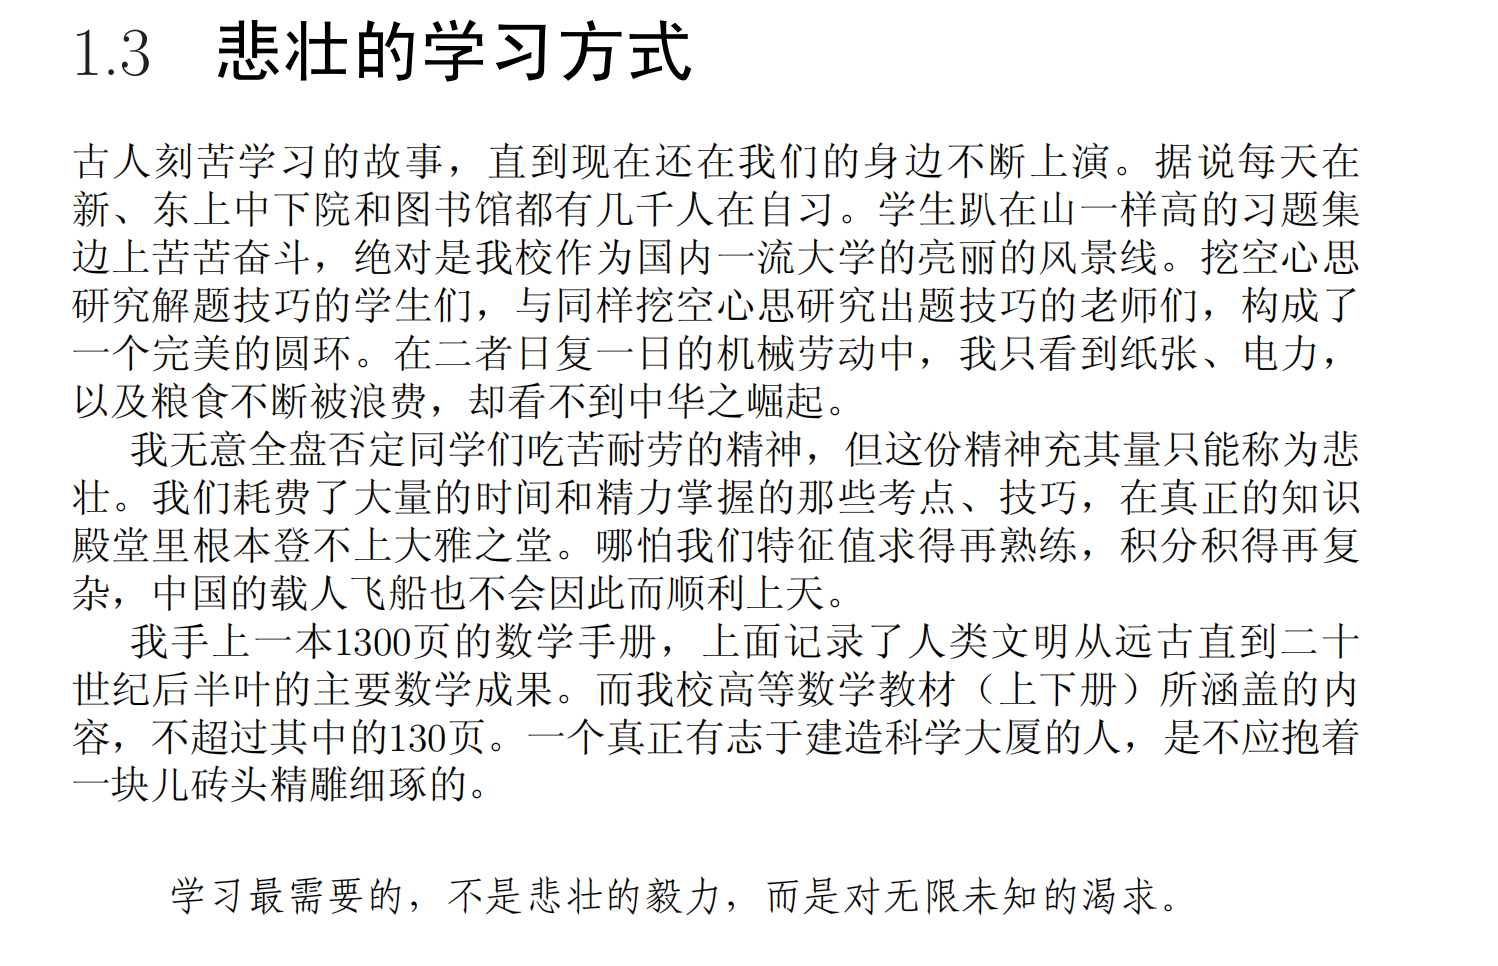 1.3 悲壮的学习方式
古人刻苦学习的故事，直到现在还在我们的身边不断上演。据说每天在
新、东上中下院和图书馆都有几千人在自习。学生趴在山一样高的习题集
边上苦苦奋斗，绝对是我校作为国内一流大学的亮丽的风景线。挖空心思
研究解题技巧的学生们，与同样挖空心思研究出题技巧的老师们，构成了
一个完美的圆环。在二者日复一日的机械劳动中，我只看到纸张、电力，
以及粮食不断被浪费，却看不到中华之崛起。
我无意全盘否定同学们吃苦耐劳的精神，但这份精神充其量只能称为悲
壮。我们耗费了大量的时间和精力掌握的那些考点、技巧，在真正的知识
殿堂里根本登不上大雅之堂。哪怕我们特征值求得再熟练，积分积得再复
杂，中国的载人飞船也不会因此而顺利上天。
我手上一本1300页的数学手册，上面记录了人类文明从远古直到二十
世纪后半叶的主要数学成果。而我校高等数学教材（上下册）所涵盖的内
容，不超过其中的130页。一个真正有志于建造科学大厦的人，是不应抱着
一块儿砖头精雕细琢的。
学习最需要的，不是悲壮的毅力，而是对无限未知的渴求。